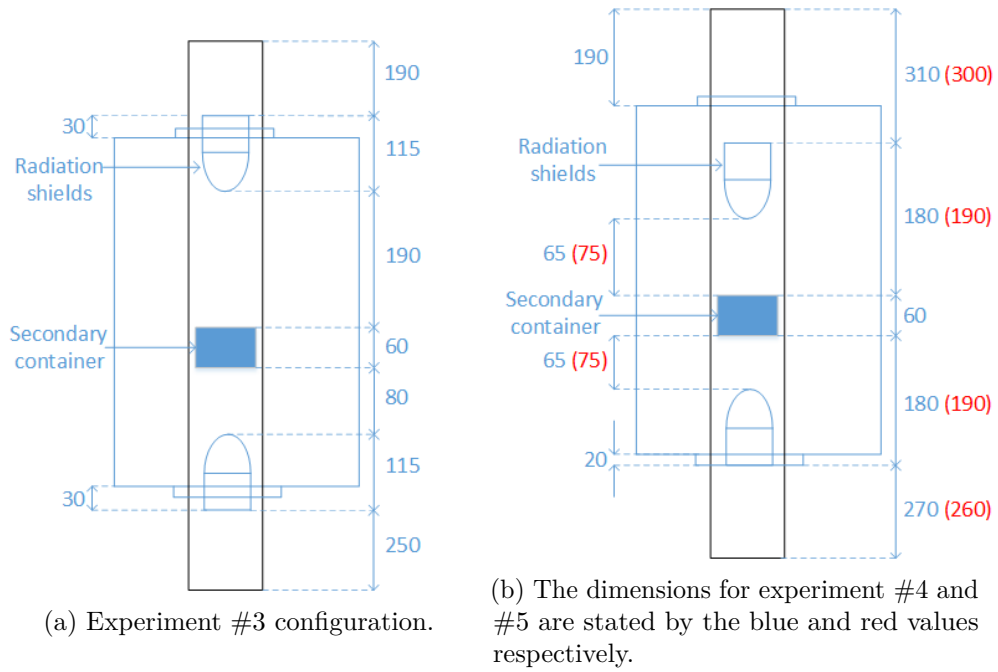 190
30
115
Radiation
shields
190
Secondary
container
60
80
115
30
250
(a) Experiment #3 configuration.
190
310 (300)
Radiation
shields
180 (190)
65 (75)
Secondary
container
60
65 (75)
180 (190)
20
270 (260)
(b) The dimensions for experiment #4 and
#5 are stated by the blue and red values
respectively.